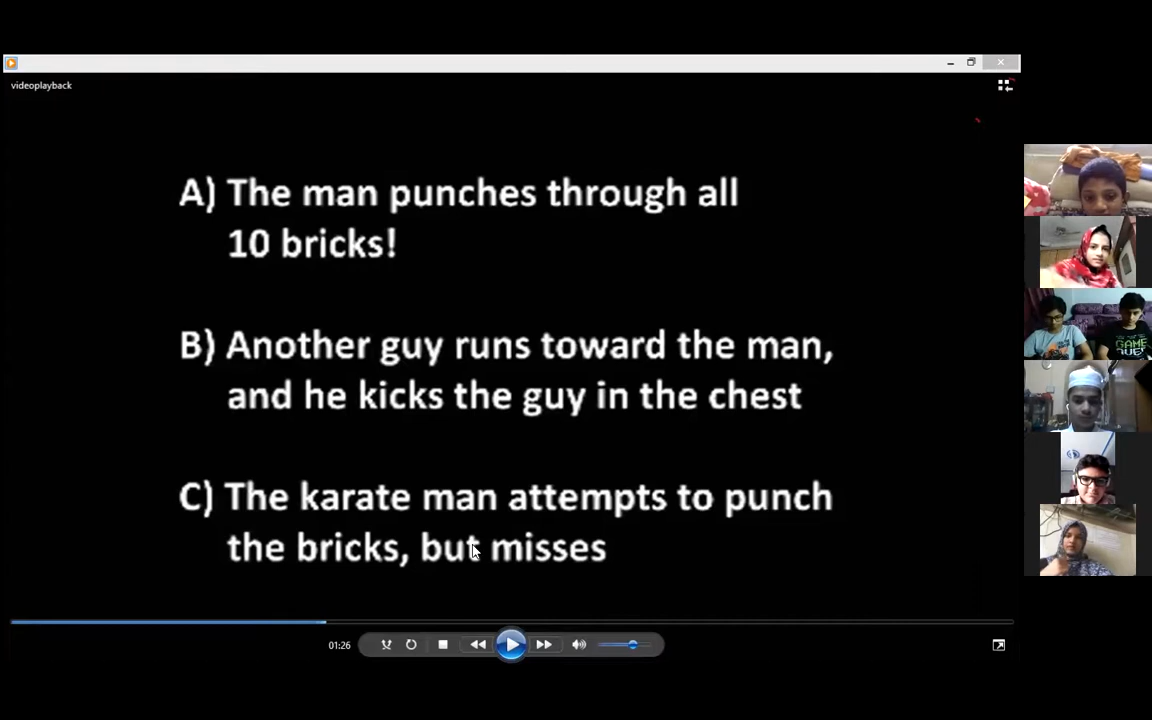 videoplayback
A) The man punches through all
10 bricks!
B) Another guy runs toward the man,
and he kicks the guy in the chest
C) The karate man attempts to punch
the bricks, but misses
01:26
GAME